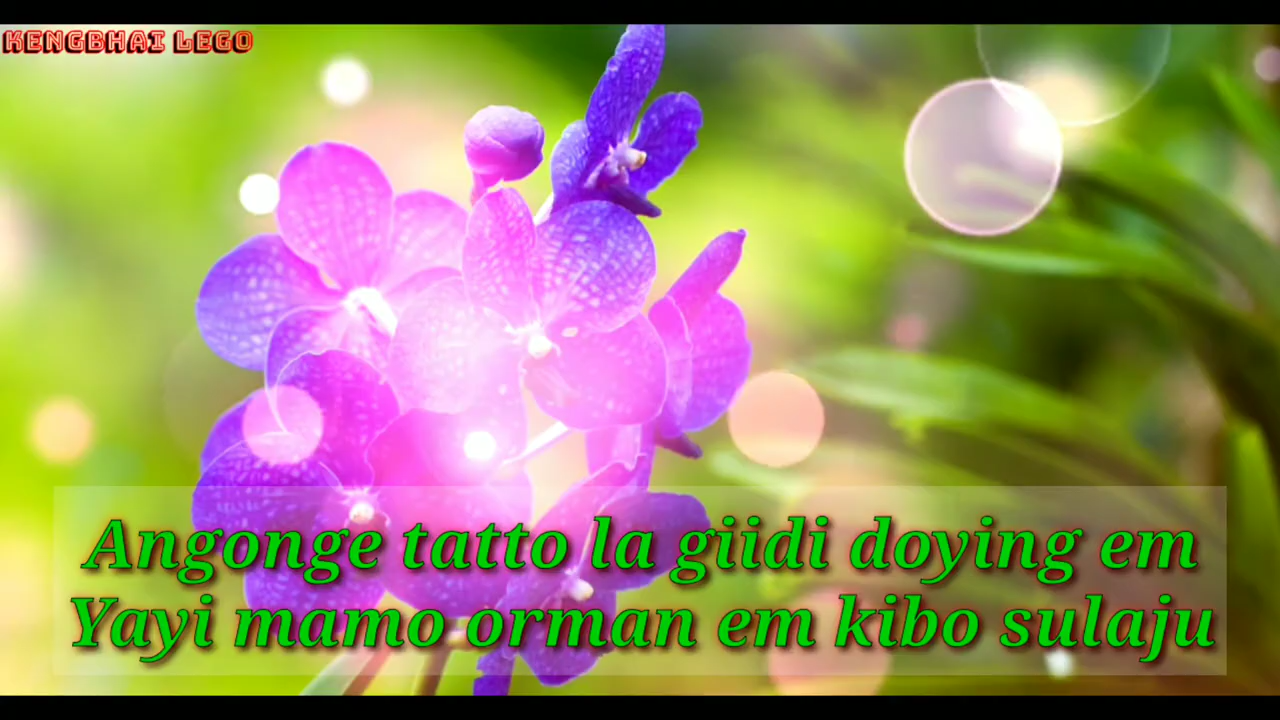 KENGBHAI LEGO
Angonge tatto la giidi doying em
Yayi mamo orman em kibo sulaju